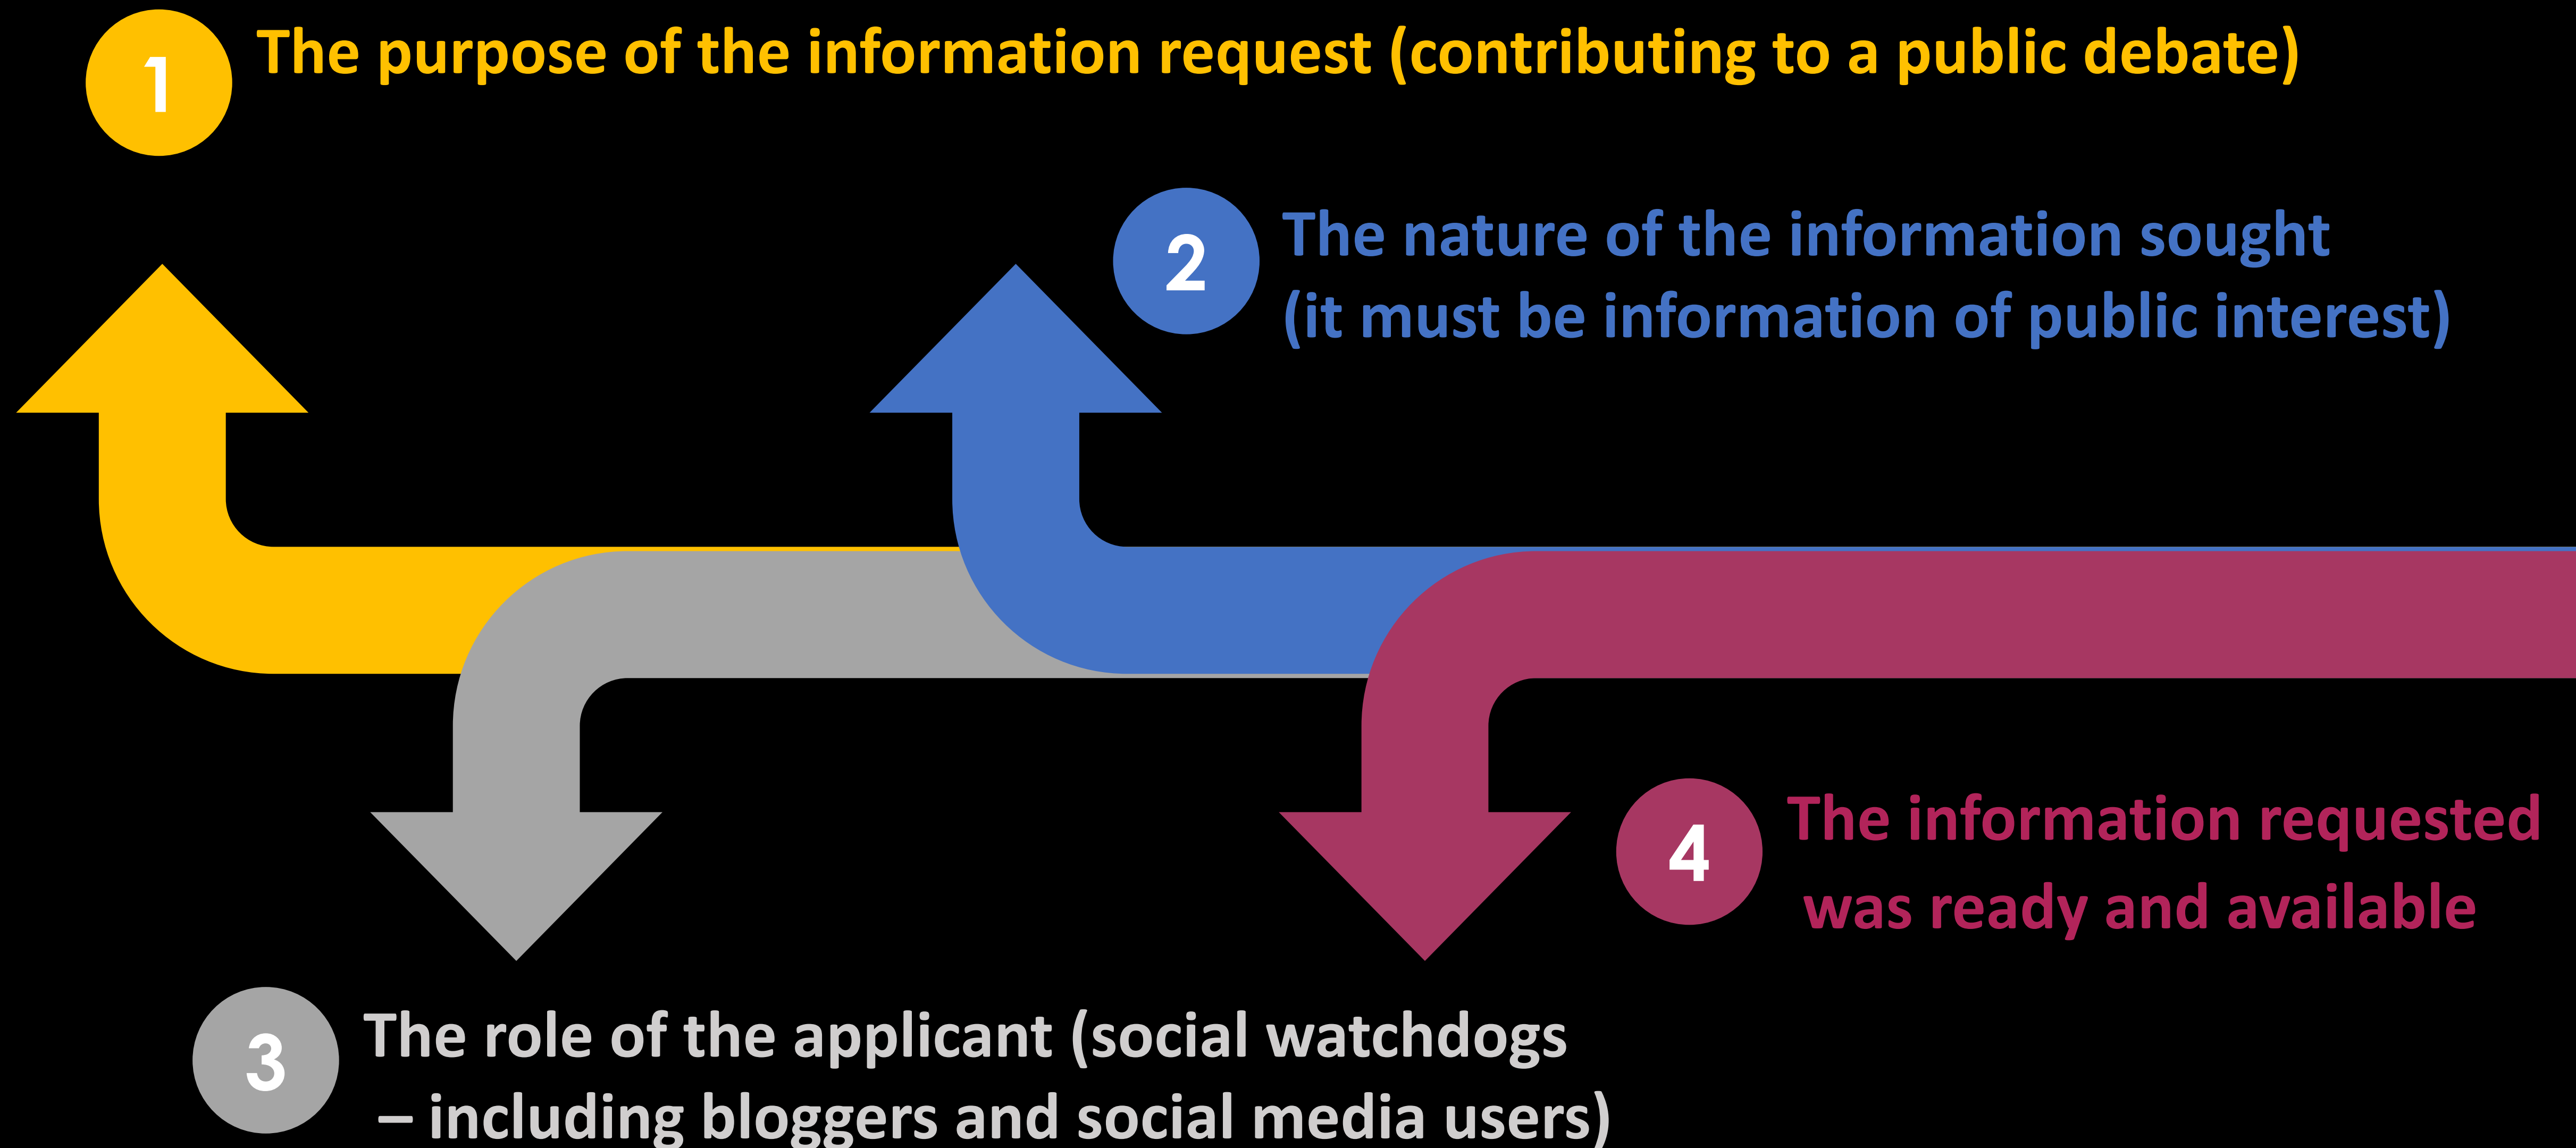 1
The purpose of the information request (contributing to a public debate)
2
The nature of the information sought
(it must be information of public interest)
4
The information requested
was ready and available
3
The role of the applicant (social watchdogs
– including bloggers and social media users)